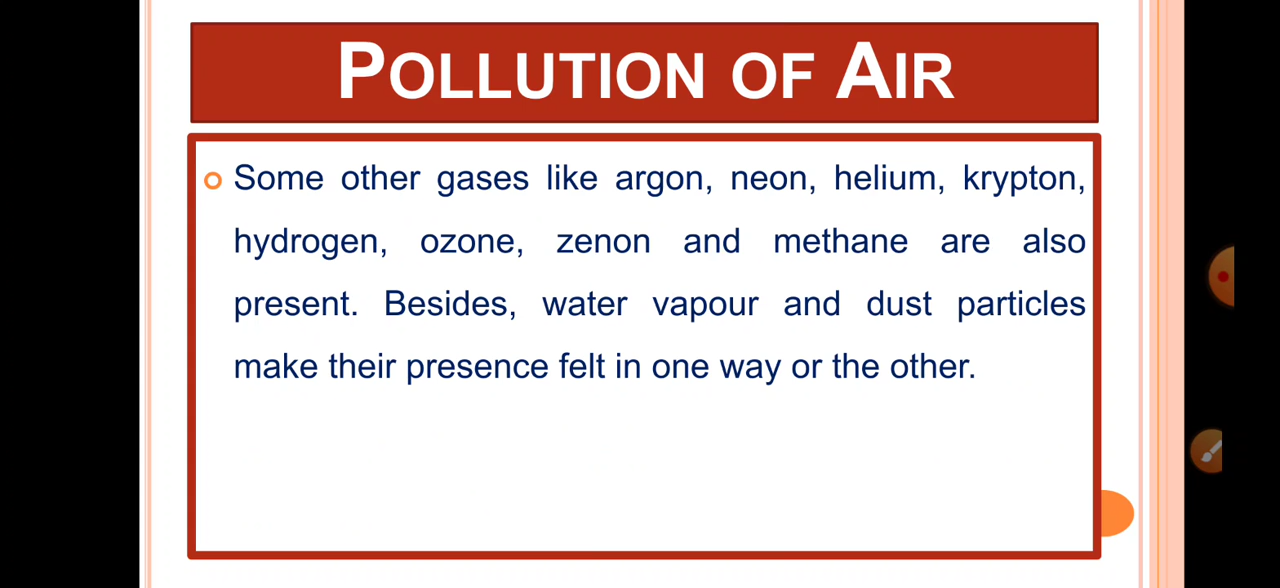 POLLUTION OF AIR
Some other gases like argon, neon, helium, krypton,
hydrogen, ozone, zenon and methane are also
present. Besides, water vapour and dust particles
make their presence felt in one way or the other.